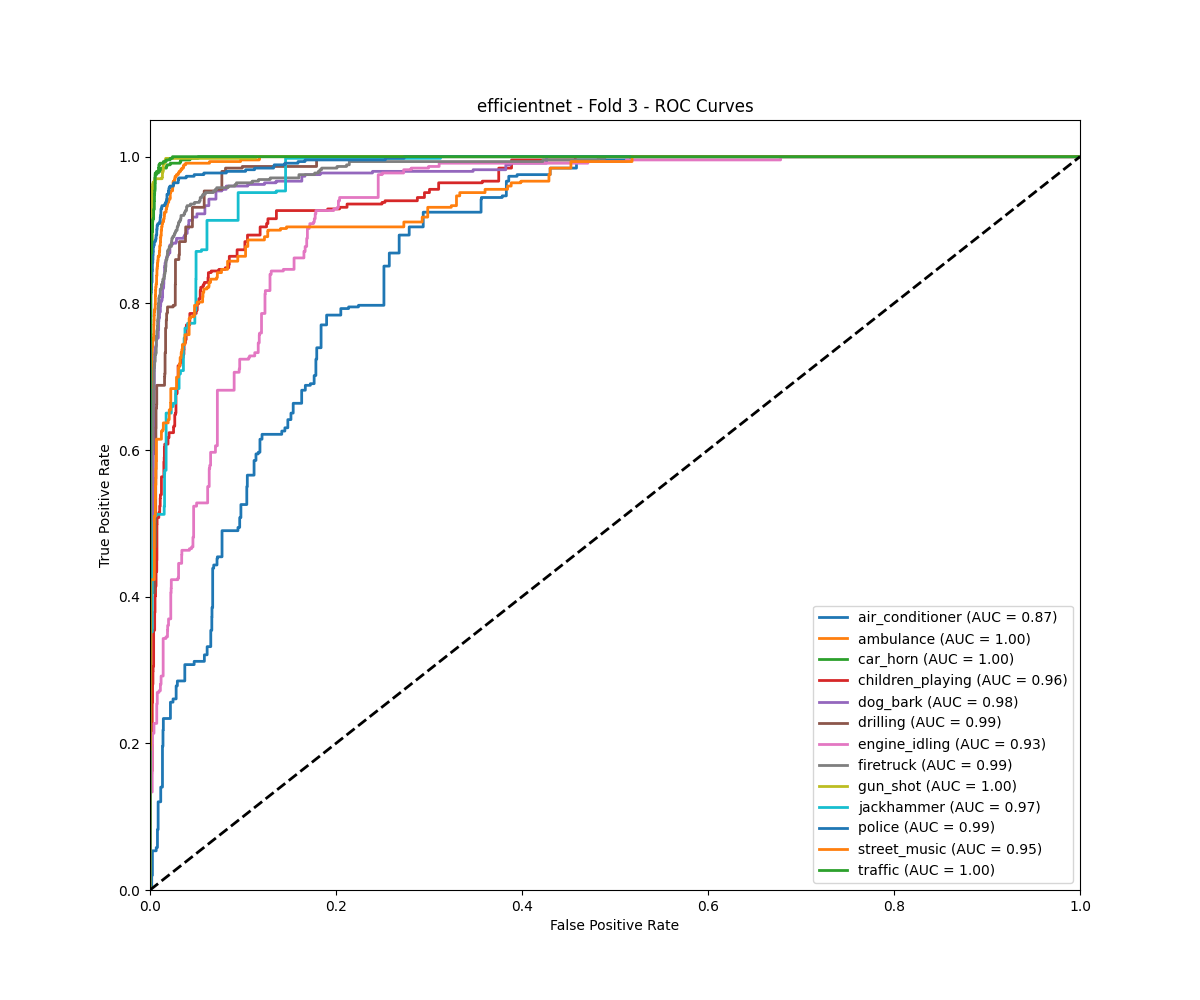 efficientnet - Fold 3 - ROC Curves
1.0
0.8
0.6
0.4
0.2
0.0
True Positive Rate
0.0 0.2 0.4 0.6 0.8 1.0
False Positive Rate
air_conditioner (AUC = 0.87)
ambulance (AUC = 1.00)
car_horn (AUC = 1.00)
children_playing (AUC = 0.96)
dog_bark (AUC = 0.98)
drilling (AUC = 0.99)
engine_idling (AUC = 0.93)
firetruck (AUC = 0.99)
gun_shot (AUC = 1.00)
jackhammer (AUC = 0.97)
police (AUC = 0.99)
street_music (AUC = 0.95)
traffic (AUC = 1.00)